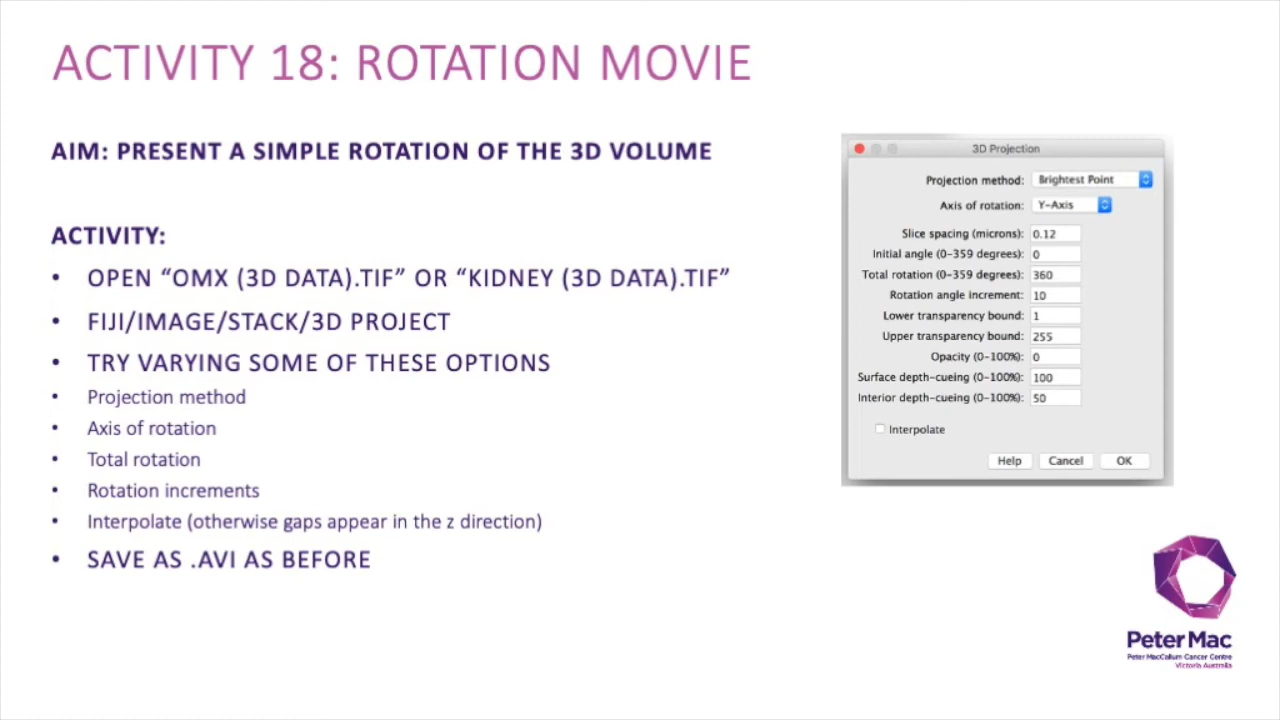 ACTIVITY 18: ROTATION MOVIE
AIM: PRESENT A SIMPLE ROTATION OF THE 3D VOLUME
ACTIVITY:
• OPEN “OMX (3D DATA).TIF” OR “KIDNEY (3D DATA).TIF”
• FIJI/IMAGE/STACK/3D PROJECT
• TRY VARYING SOME OF THESE OPTIONS
• Projection method
• Axis of rotation
• Total rotation
• Rotation increments
• Interpolate (otherwise gaps appear in the z direction)
• SAVE AS .AVI AS BEFORE
3D Projection
Projection method: Brightest Point
Axis of rotation: Y-Axis
Slice spacing (microns): 0.12
Initial angle (0-359 degrees): 0
Total rotation (0-359 degrees): 360
Rotation angle increment: 10
Lower transparency bound: 1
Upper transparency bound: 255
Opacity (0-100%): 0
Surface depth-cueing (0-100%): 100
Interior depth-cueing (0-100%): 50
Interpolate
Help Cancel OK
Peter Mac
Peter MacCallum Cancer Centre
Victoria Australia